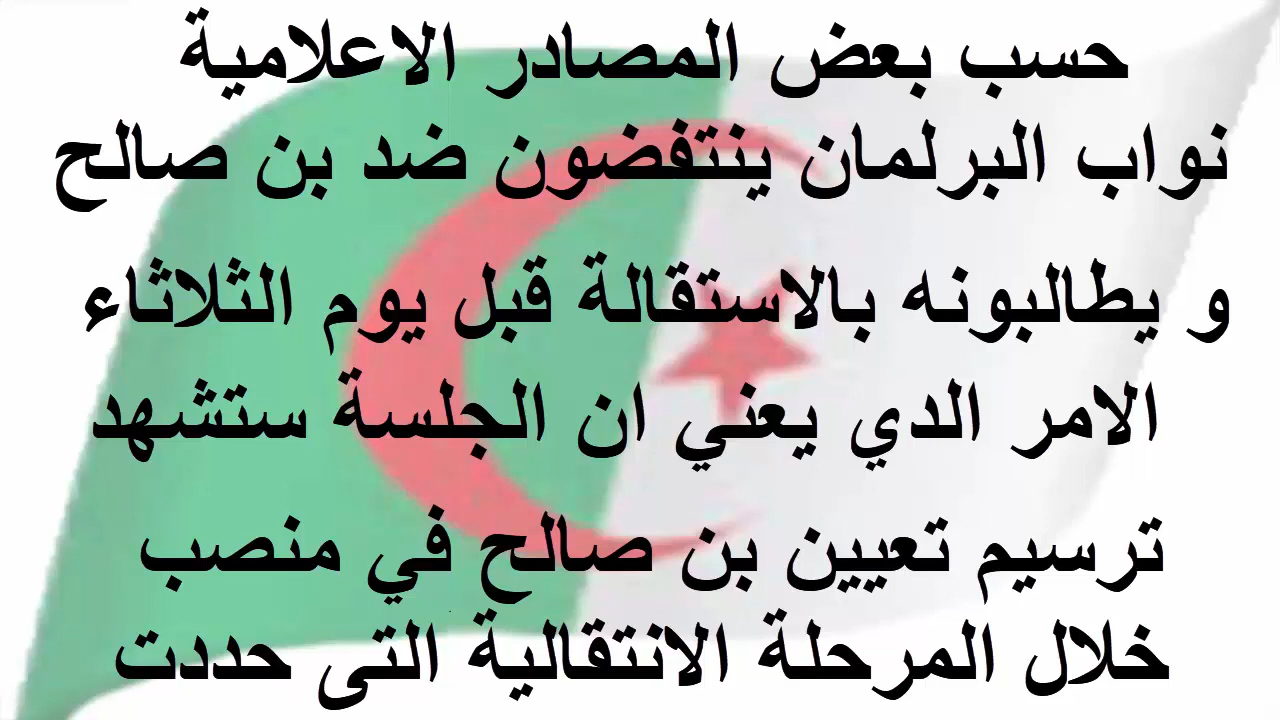 حسب بعض المصادر الاعلامية
نواب البرلمان ينتفضون ضد بن صالح
و يطالبونه بالاستقالة قبل يوم الثلاثاء
الامر الدي يعني ان الجلسة ستشهد
ترسيم تعيين بن صالح في منصب
خلال المرحلة الانتقالية التى حددت